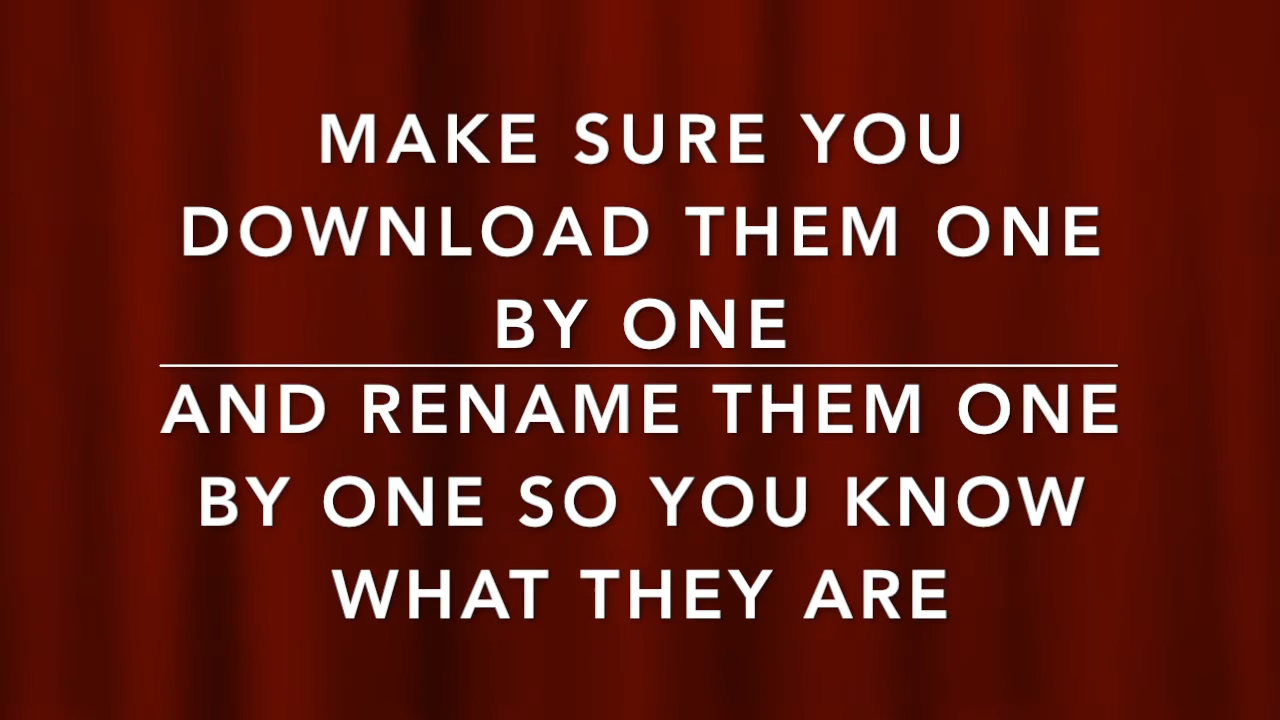 MAKE SURE YOU
DOWNLOAD THEM ONE
BY ONE
AND RENAME THEM ONE
BY ONE SO YOU KNOW
WHAT THEY ARE